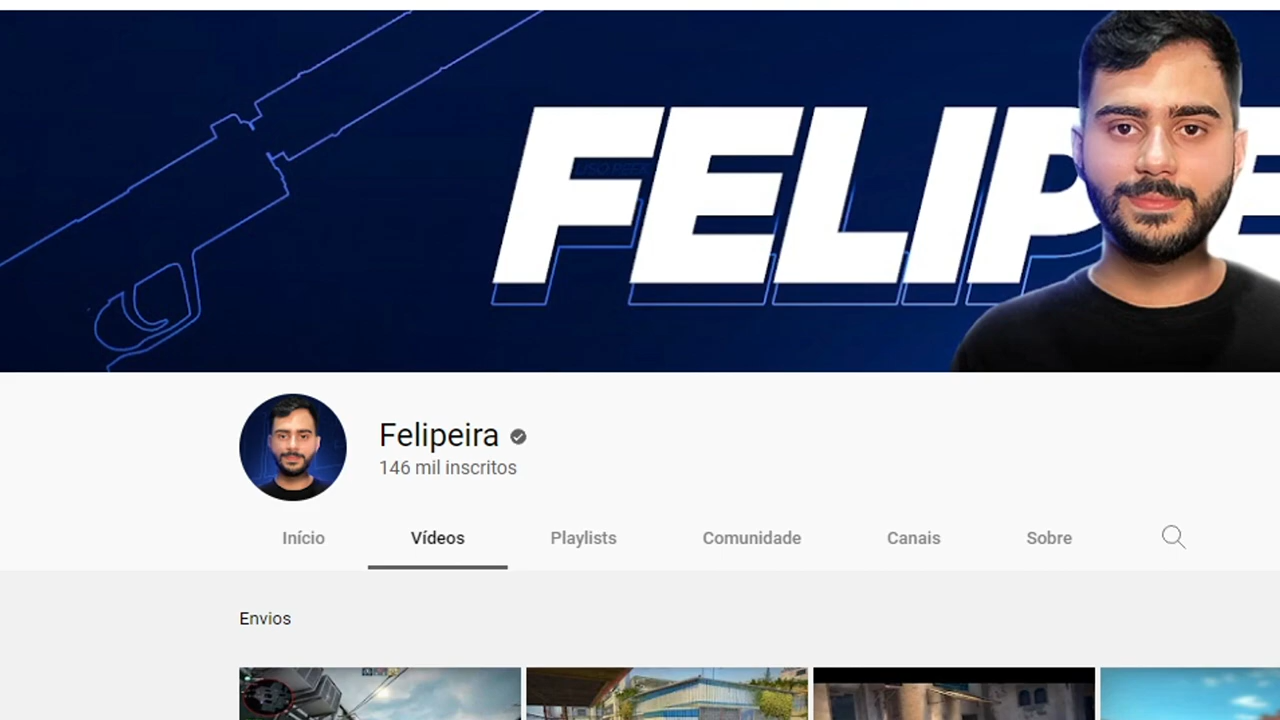 FELIPE
Felipeira
146 mil inscritos
Início Vídeos Playlists Comunidade Canais Sobre
Envios